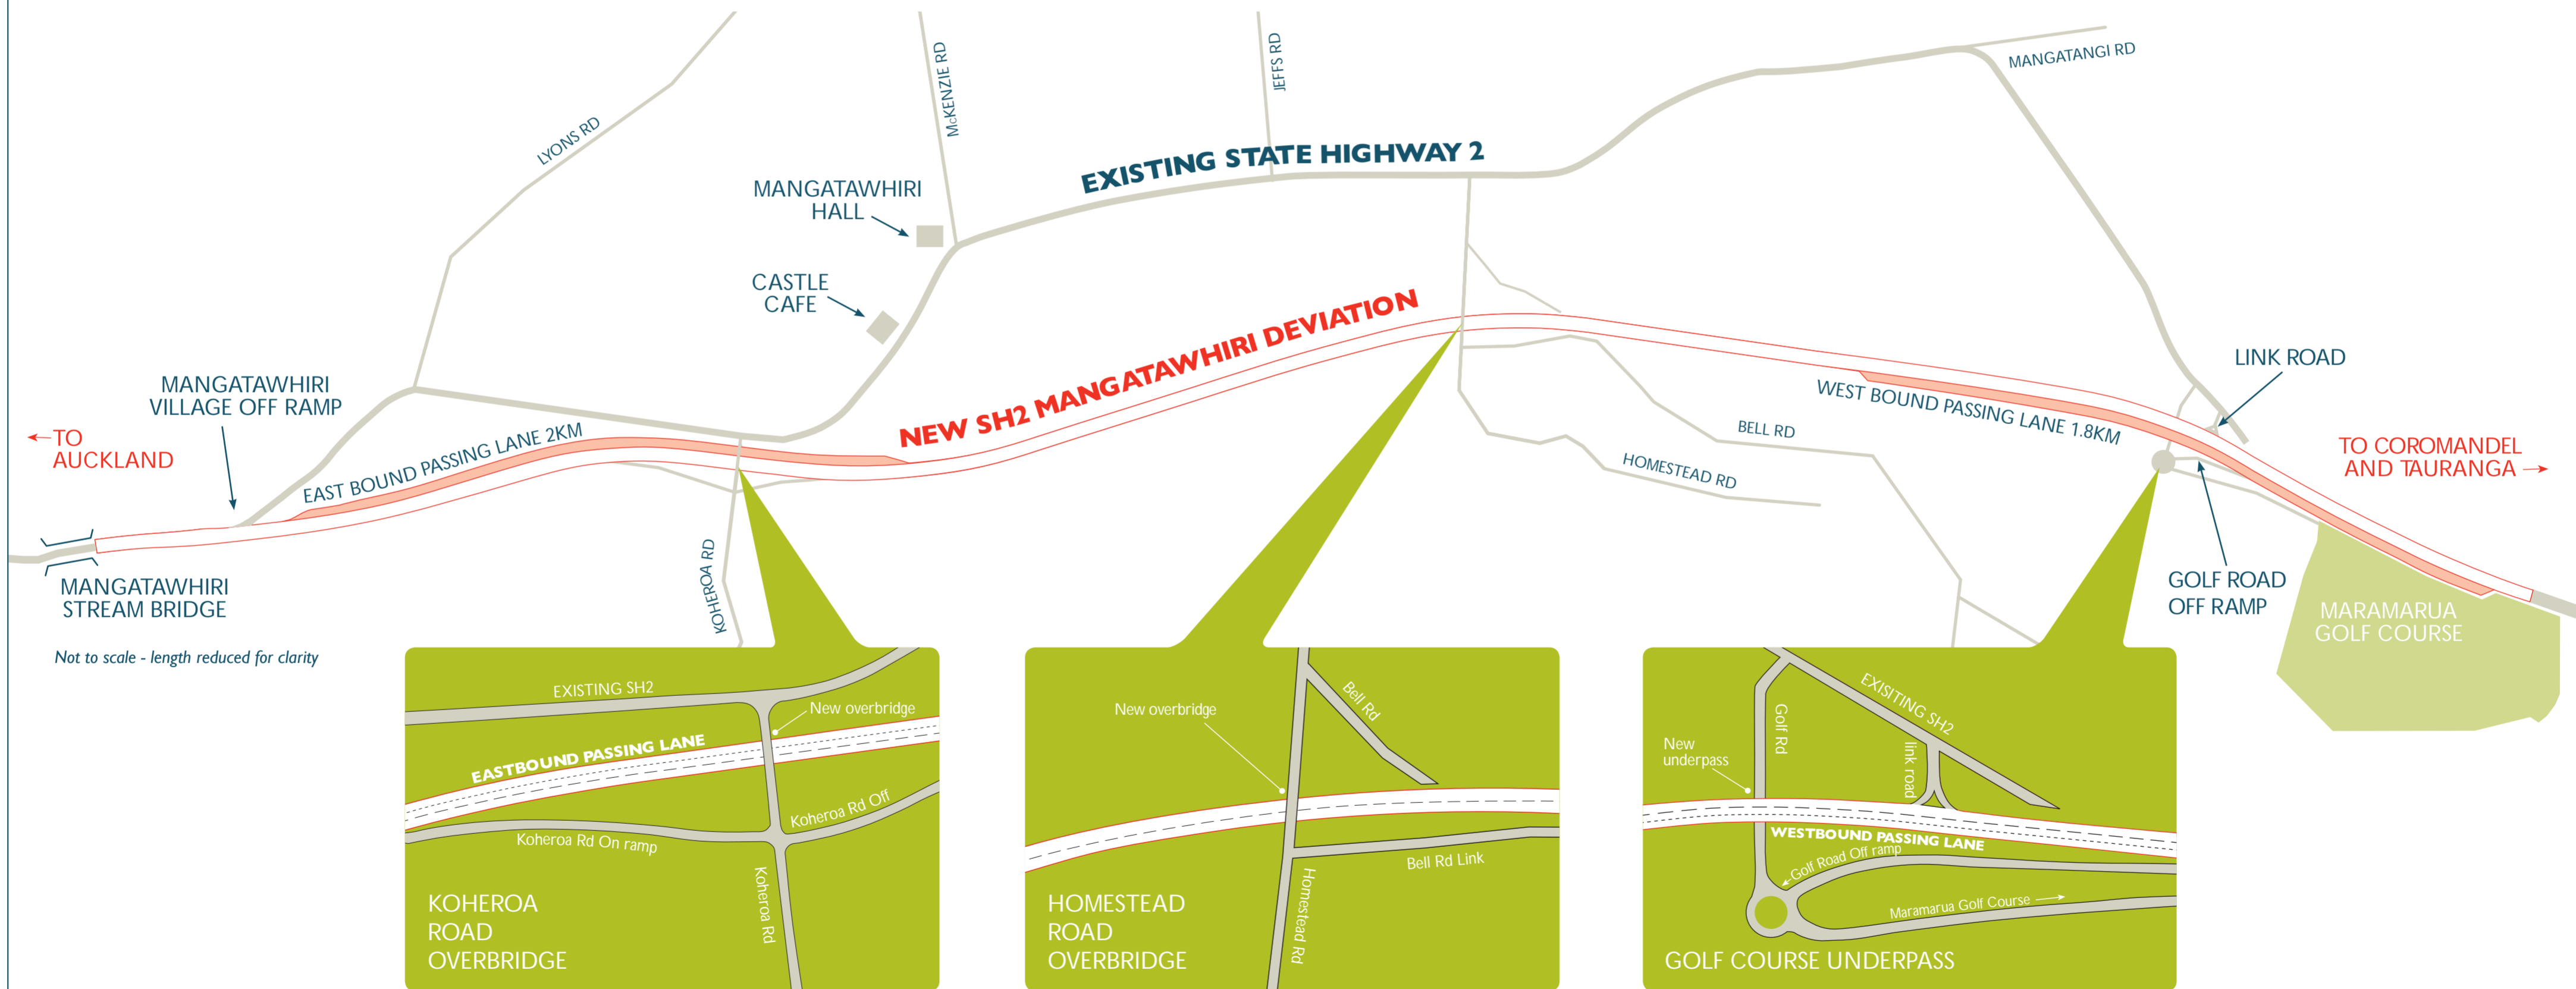 LYONS RD
McKENZIE RD
JEFFS RD
MANGATANGI RD
EXISTING STATE HIGHWAY 2
MANGATAWHIRI
HALL
CASTLE
CAFE
NEW SH2 MANGATAWHIRI DEVIATION
MANGATAWHIRI
VILLAGE OFF RAMP
TO
AUCKLAND
EAST BOUND PASSING LANE 2KM
WEST BOUND PASSING LANE 1.8KM
LINK ROAD
TO COROMANDEL
AND TAURANGA
BELL RD
HOMESTEAD RD
KOHEROA RD
MANGATAWHIRI
STREAM BRIDGE
GOLF ROAD
OFF RAMP
MARAMARUA
GOLF COURSE
Not to scale - length reduced for clarity
EXISTING SH2
New overbridge
EASTBOUND PASSING LANE
Koheroa Rd Off
Koheroa Rd On ramp
Koheroa Rd
KOHEROA
ROAD
OVERBRIDGE
Bell Rd
New overbridge
Bell Rd Link
Homestead Rd
HOMESTEAD
ROAD
OVERBRIDGE
EXISITING SH2
Golf Rd
link road
New
underpass
WESTBOUND PASSING LANE
Golf Road Off ramp
Maramarua Golf Course
GOLF COURSE UNDERPASS